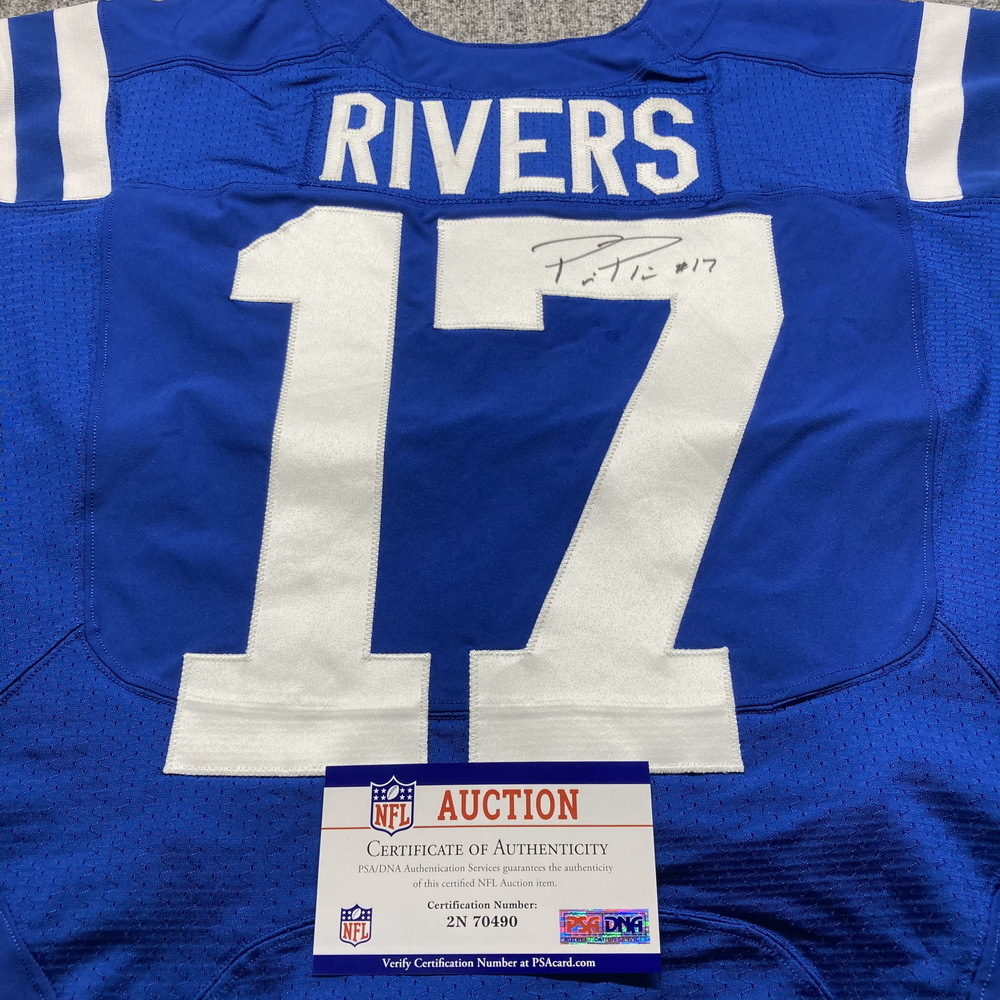 RIVERS
17
#17
NFL AUCTION
CERTIFICATE OF AUTHENTICITY
PSA/DNA Authentication Services guarantees the authenticity
of this certified NFL Auction item.
Certification Number:
2N 70490
NFL
PSA DNA
Verify Certification Number at PSAcard.com